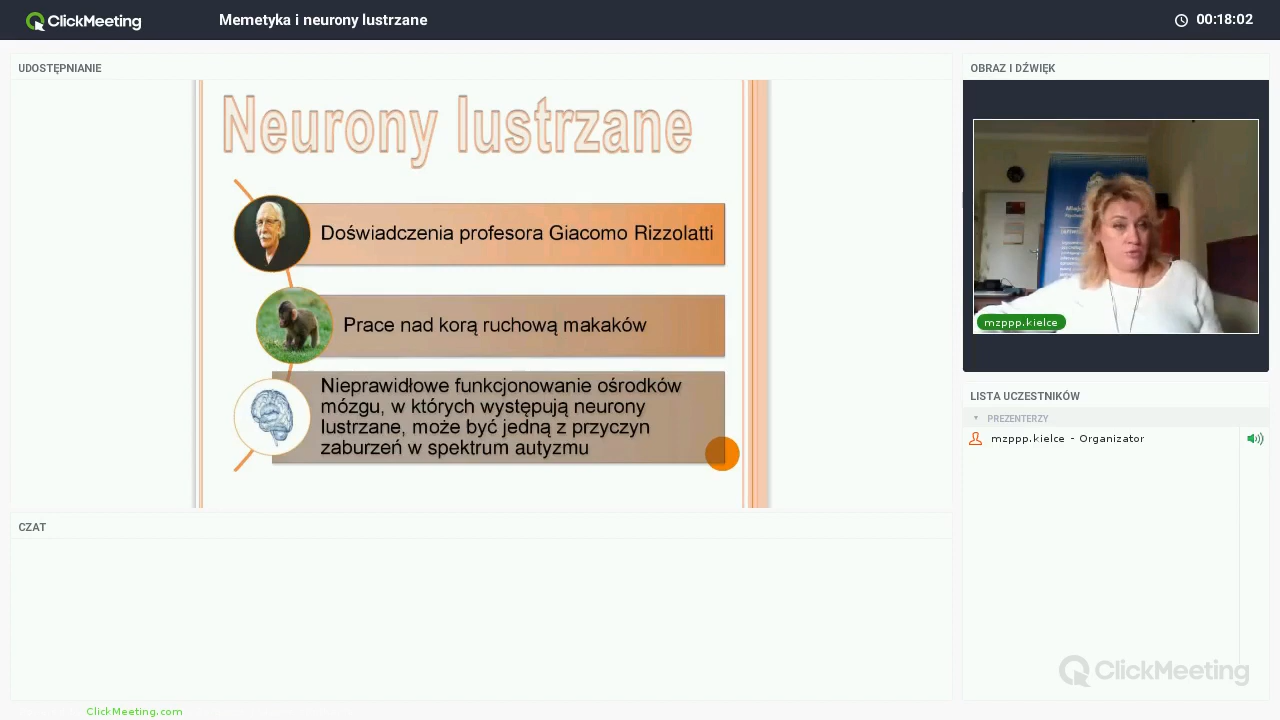 ClickMeeting
Memetyka i neurony lustrzane
00:18:02
UDOSTĘPNIANIE
Neurony lustrzane
Doświadczenia profesora Giacomo Rizzolatti
Prace nad korą ruchową makaków
Nieprawidłowe funkcjonowanie ośrodków
mózgu, w których występują neurony
lustrzane, może być jedną z przyczyn
zaburzeń w spektrum autyzmu
CZAT
OBRAZ I DŹWIĘK
mzppp.kielce
LISTA UCZESTNIKÓW
PREZENTERZY
mzppp.kielce - Organizator
ClickMeeting
ClickMeeting.com